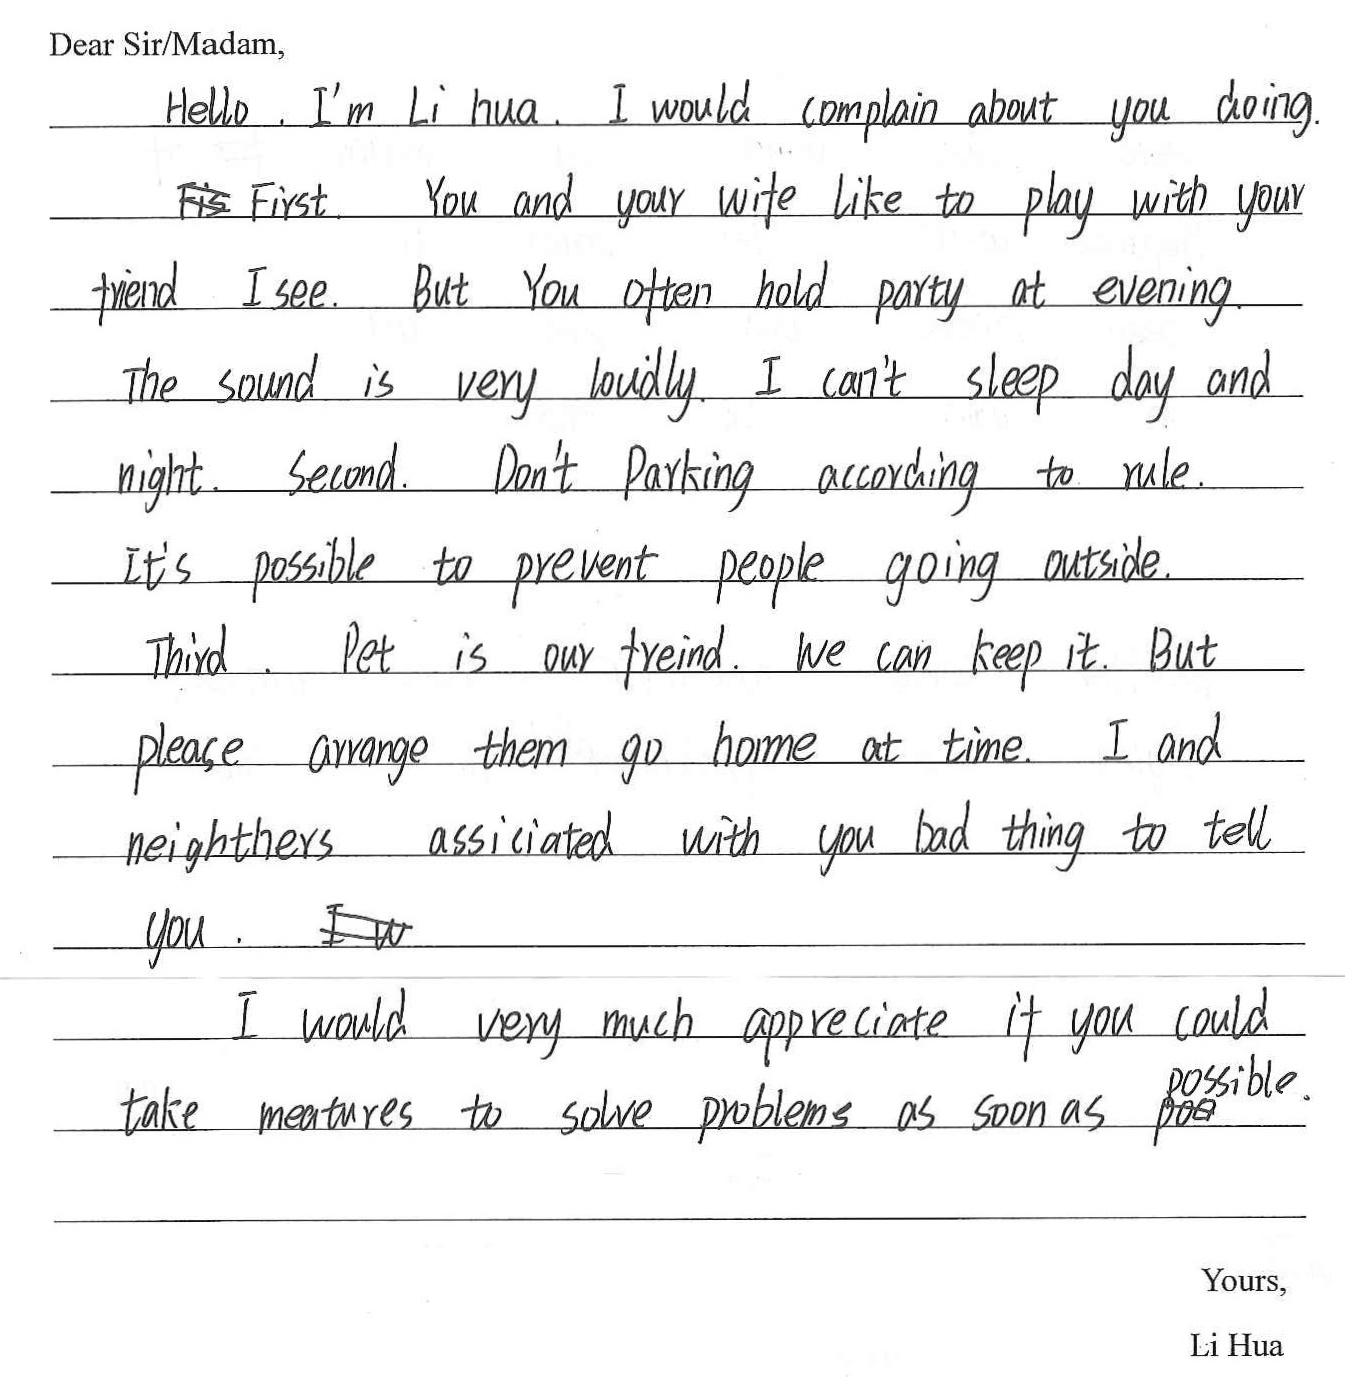 Dear Sir/Madam,
Hello. I'm Li hua. I would complain about you doing.
First. You and your wife like to play with your
friend I see. But You often hold party at evening.
The sound is very loudly. I can't sleep day and
night. Second. Don't Parking according to rule.
It's possible to prevent people going outside.
Third. Pet is our freind. We can keep it. But
please arrange them go home at time. I and
neighthers assiciated with you bad thing to tell
you.
I would very much appreciate if you could
take meatures to solve problems as soon as possible.
Yours,
Li Hua